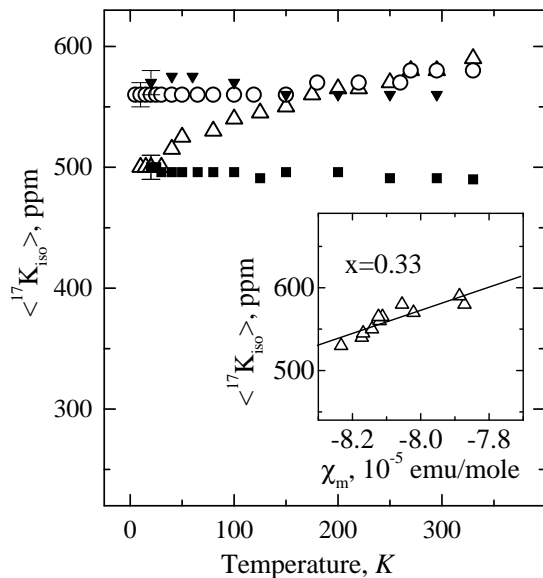 600
500
400
300
<¹⁷K_iso>, ppm
0
100
200
300
Temperature, K
x=0.33
600
500
<¹⁷K_iso>, ppm
-8.2
-8.0
-7.8
χ_m, 10⁻⁵ emu/mole